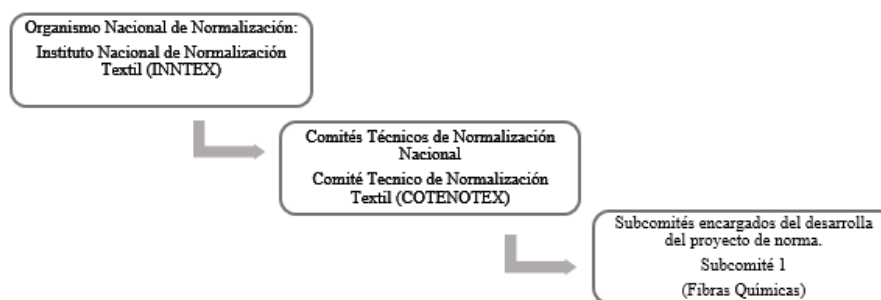 Organismo Nacional de Normalización:
Instituto Nacional de Normalización
Textil (INNTEX)
Comités Técnicos de Normalización
Nacional
Comité Tecnico de Normalización
Textil (COTENOTEX)
Subcomités encargados del desarrolla
del proyecto de norma.
Subcomité 1
(Fibras Químicas)